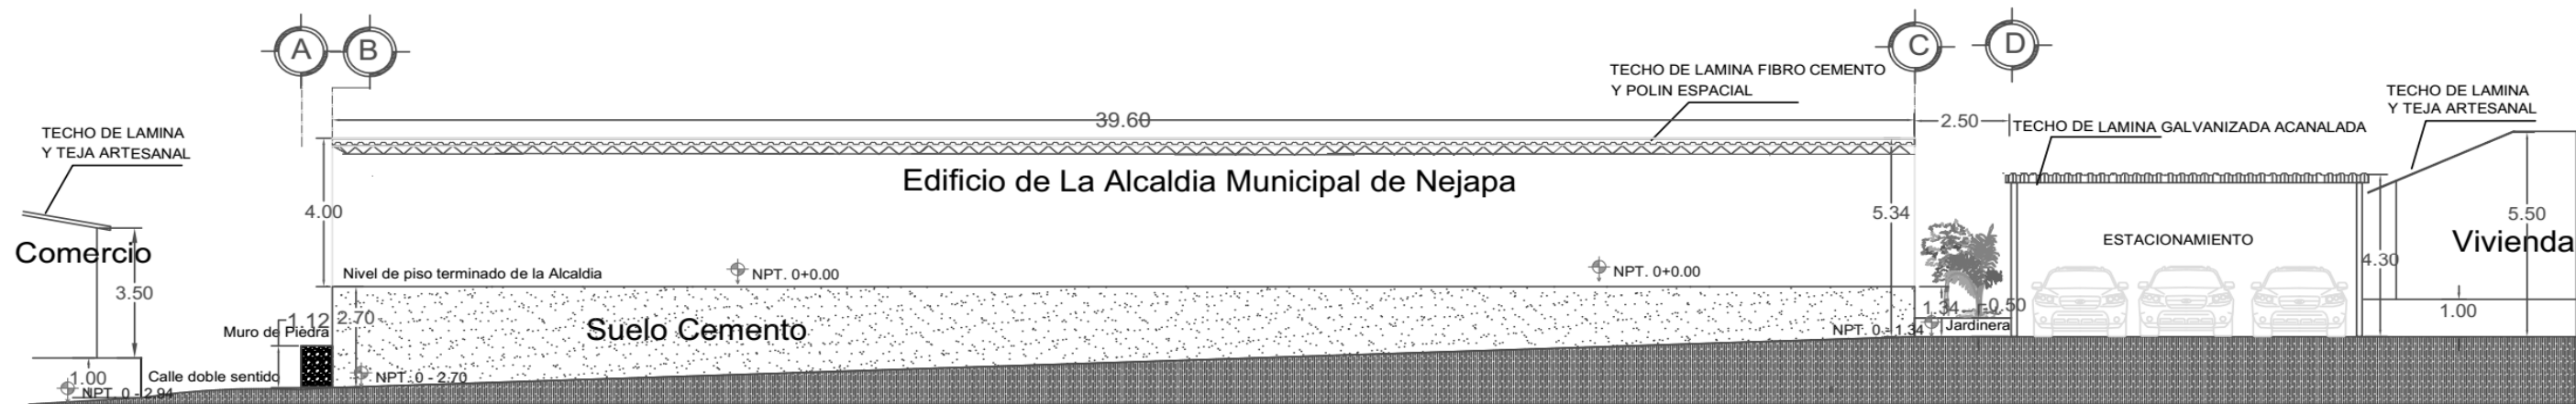 A
B
C
D
TECHO DE LAMINA FIBRO CEMENTO
Y POLIN ESPACIAL
TECHO DE LAMINA
Y TEJA ARTESANAL
39.60
2.50
TECHO DE LAMINA GALVANIZADA ACANALADA
TECHO DE LAMINA
Y TEJA ARTESANAL
Edificio de La Alcaldia Municipal de Nejapa
4.00
5.34
5.50
Comercio
ESTACIONAMIENTO
Vivienda
4.30
Nivel de piso terminado de la Alcaldia
NPT. 0+0.00
NPT. 0+0.00
3.50
1.34
0.50
1.00
1.12
2.70
Muro de Piedra
Suelo Cemento
NPT. 0 - 1.34
Jardinera
1.00
Calle doble sentido
NPT. 0 - 2.70
NPT. 0 - 2.94